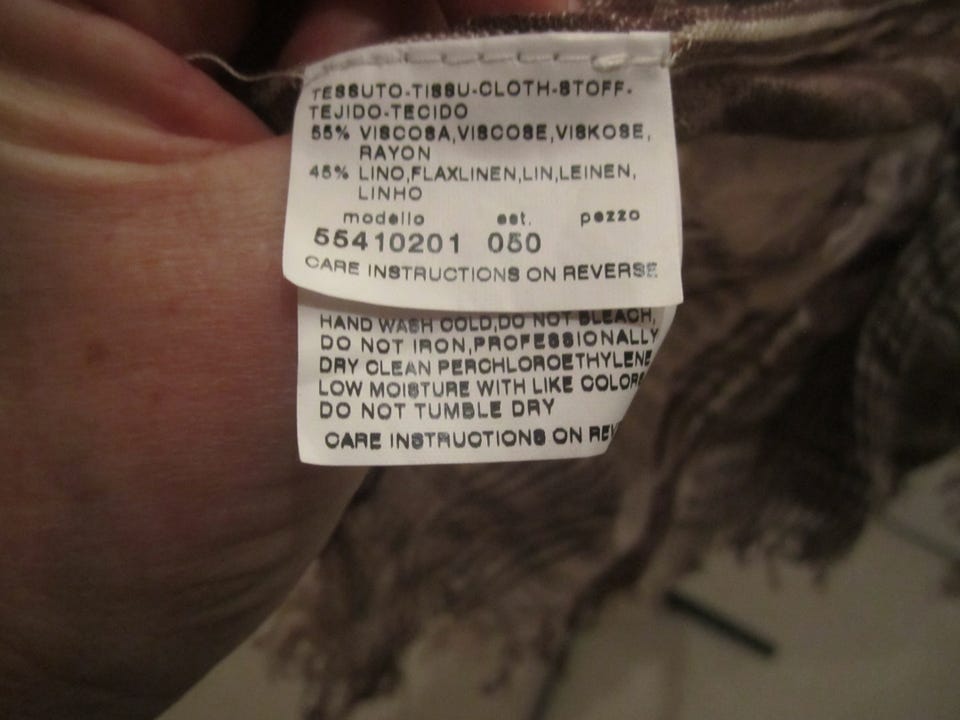 TESSUTO-TISSU-CLOTH-STOFF-
TEJIDO-TECIDO
55% VISCOSA,VISCOSE,VISKOSE,
RAYON
45% LINO,FLAXLINEN,LIN,LEINEN,
LINHO
modello est. pezzo
55410201 050
CARE INSTRUCTIONS ON REVERSE
HAND WASH COLD,DO NOT BLEACH,
DO NOT IRON,PROFESSIONALLY
DRY CLEAN PERCHLOROETHYLENE
LOW MOISTURE WITH LIKE COLORS
DO NOT TUMBLE DRY
CARE INSTRUCTIONS ON REV